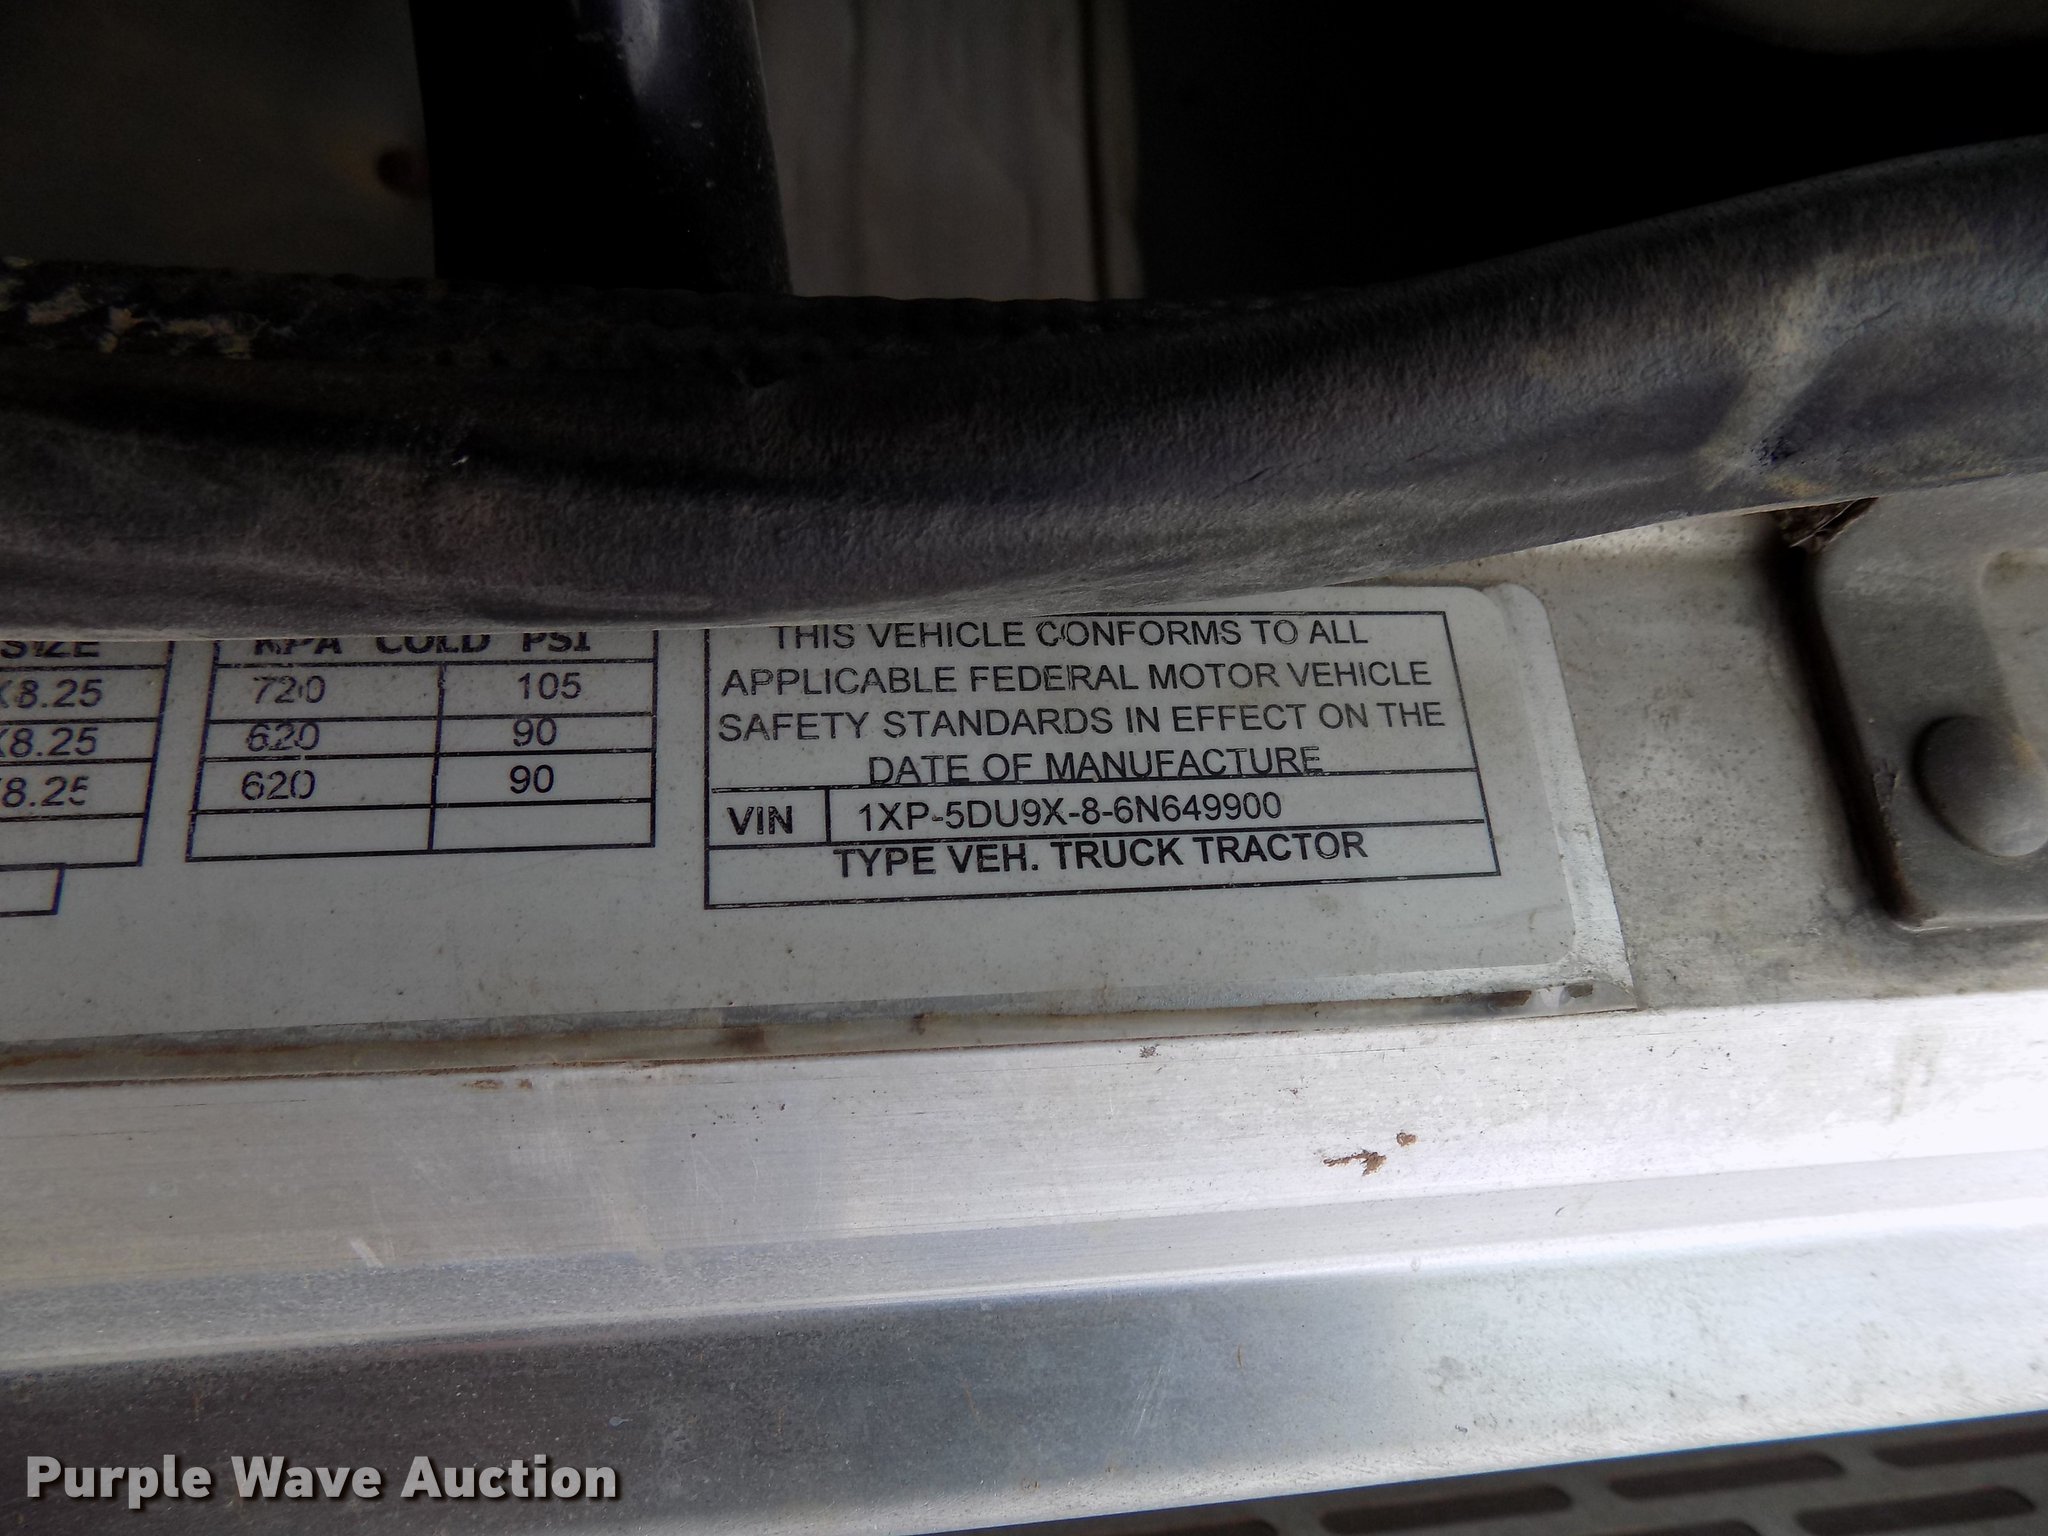 SIZE KPA COLD PSI
X8.25 720 105
X8.25 620 90
8.25 620 90
THIS VEHICLE CONFORMS TO ALL
APPLICABLE FEDERAL MOTOR VEHICLE
SAFETY STANDARDS IN EFFECT ON THE
DATE OF MANUFACTURE
VIN 1XP-5DU9X-8-6N649900
TYPE VEH. TRUCK TRACTOR
Purple Wave Auction